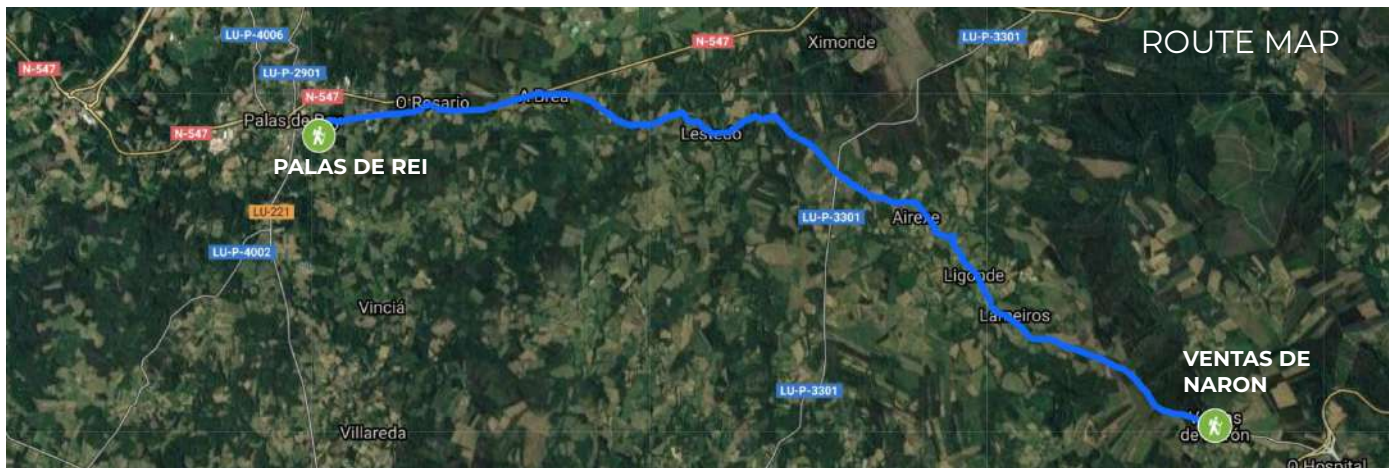 ROUTE MAP
LU-P-4006
Ximonde
LU-P-3301
N-547
N-547
LU-P-2901
N-547
O Rosario
A Brea
Palas de
N-547
Lestedo
PALAS DE REI
LU-221
LU-P-3301
Airexe
LU-P-4002
Ligonde
Vinciá
Lameiros
VENTAS DE
NARON
LU-P-3301
Villareda
O Hospital